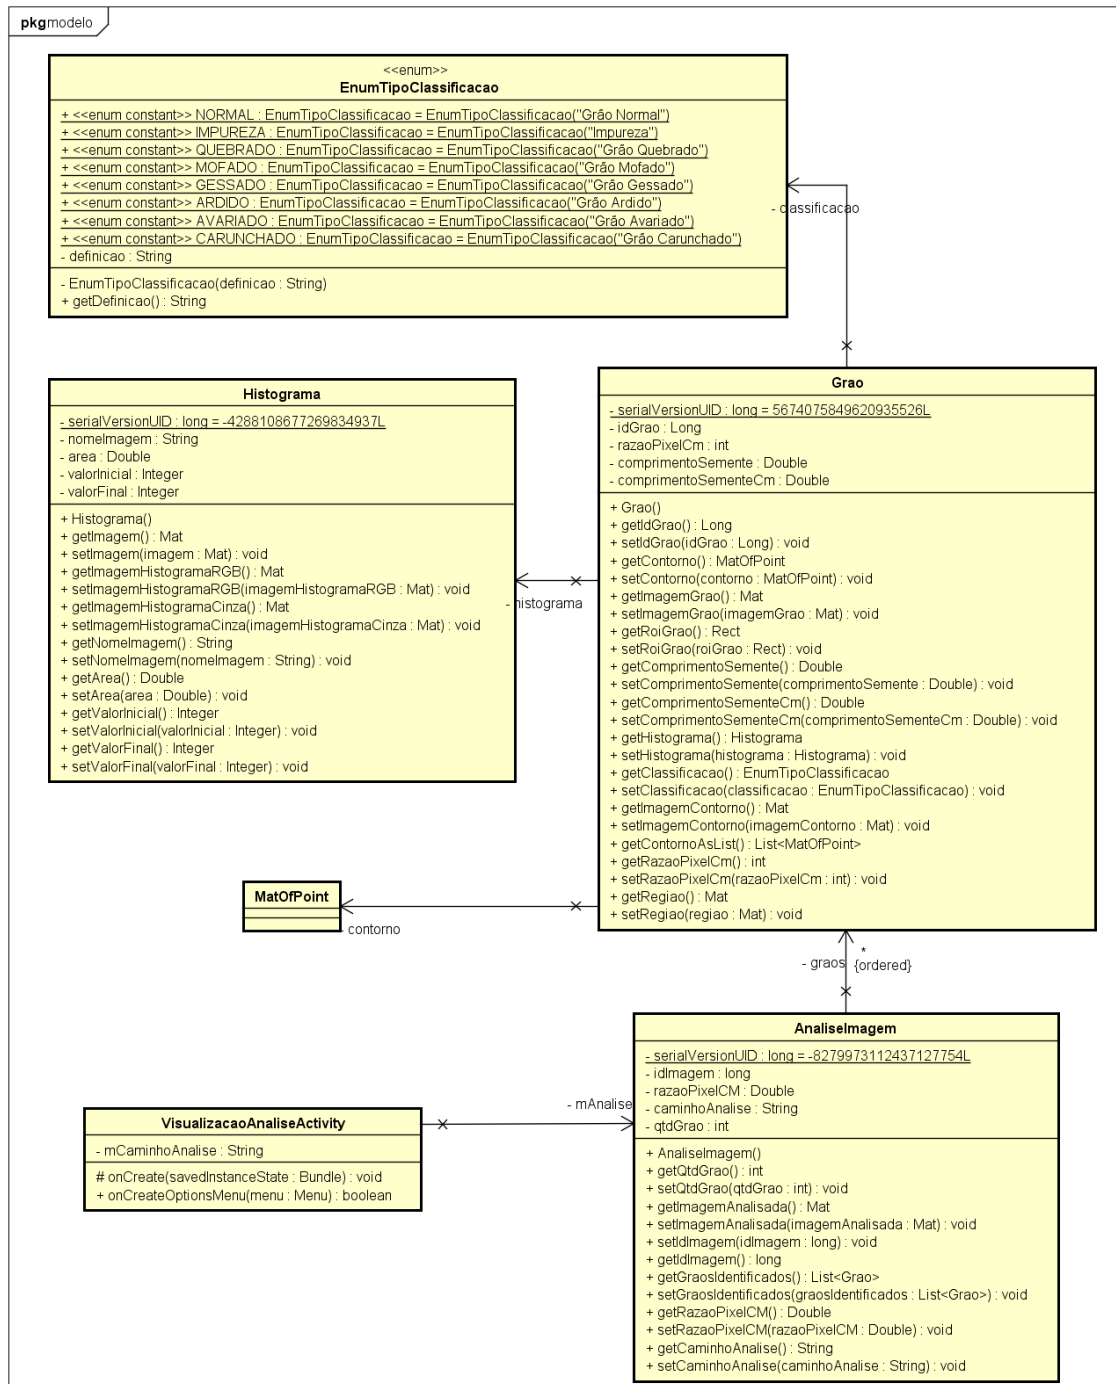 pkg modelo
<<enum>>
EnumTipoClassificacao
+ <<enum constant>> NORMAL : EnumTipoClassificacao = EnumTipoClassificacao("Grão Normal")
+ <<enum constant>> IMPUREZA : EnumTipoClassificacao = EnumTipoClassificacao("Impureza")
+ <<enum constant>> QUEBRADO : EnumTipoClassificacao = EnumTipoClassificacao("Grão Quebrado")
+ <<enum constant>> MOFADO : EnumTipoClassificacao = EnumTipoClassificacao("Grão Mofado")
+ <<enum constant>> GESSADO : EnumTipoClassificacao = EnumTipoClassificacao("Grão Gessado")
+ <<enum constant>> ARDIDO : EnumTipoClassificacao = EnumTipoClassificacao("Grão Ardido")
+ <<enum constant>> AVARIADO : EnumTipoClassificacao = EnumTipoClassificacao("Grão Avariado")
+ <<enum constant>> CARUNCHADO : EnumTipoClassificacao = EnumTipoClassificacao("Grão Carunchado")
- definicao : String
- EnumTipoClassificacao(definicao : String)
+ getDefinicao() : String
- classificacao
Histograma
- serialVersionUID : long = -4288108677269834937L
- nomeImagem : String
- area : Double
- valorInicial : Integer
- valorFinal : Integer
+ Histograma()
+ getImagem() : Mat
+ setImagem(imagem : Mat) : void
+ getImagemHistogramaRGB() : Mat
+ setImagemHistogramaRGB(imagemHistogramaRGB : Mat) : void
+ getImagemHistogramaCinza() : Mat
+ setImagemHistogramaCinza(imagemHistogramaCinza : Mat) : void
+ getNomeImagem() : String
+ setNomeImagem(nomeImagem : String) : void
+ getArea() : Double
+ setArea(area : Double) : void
+ getValorInicial() : Integer
+ setValorInicial(valorInicial : Integer) : void
+ getValorFinal() : Integer
+ setValorFinal(valorFinal : Integer) : void
- histograma
Grao
- serialVersionUID : long = 5674075849620935526L
- idGrao : Long
- razaoPixelCm : int
- comprimentoSemente : Double
- comprimentoSementeCm : Double
+ Grao()
+ getIdGrao() : Long
+ setIdGrao(idGrao : Long) : void
+ getContorno() : MatOfPoint
+ setContorno(contorno : MatOfPoint) : void
+ getImagemGrao() : Mat
+ setImagemGrao(imagemGrao : Mat) : void
+ getRoiGrao() : Rect
+ setRoiGrao(roiGrao : Rect) : void
+ getComprimentoSemente() : Double
+ setComprimentoSemente(comprimentoSemente : Double) : void
+ getComprimentoSementeCm() : Double
+ setComprimentoSementeCm(comprimentoSementeCm : Double) : void
+ getHistograma() : Histograma
+ setHistograma(histograma : Histograma) : void
+ getClassificacao() : EnumTipoClassificacao
+ setClassificacao(classificacao : EnumTipoClassificacao) : void
+ getImagemContorno() : Mat
+ setImagemContorno(imagemContorno : Mat) : void
+ getContornoAsList() : List<MatOfPoint>
+ getRazaoPixelCm() : int
+ setRazaoPixelCm(razaoPixelCm : int) : void
+ getRegiao() : Mat
+ setRegiao(regiao : Mat) : void
MatOfPoint
- contorno
- graos
*
{ordered}
VisualizacaoAnaliseActivity
- mCaminhoAnalise : String
# onCreate(savedInstanceState : Bundle) : void
+ onCreateOptionsMenu(menu : Menu) : boolean
- mAnalise
AnaliseImagem
- serialVersionUID : long = -8279973112437127754L
- idImagem : long
- razaoPixelCM : Double
- caminhoAnalise : String
- qtdGrao : int
+ AnaliseImagem()
+ getQtdGrao() : int
+ setQtdGrao(qtdGrao : int) : void
+ getImagemAnalisada() : Mat
+ setImagemAnalisada(imagemAnalisada : Mat) : void
+ setIdImagem(idImagem : long) : void
+ getIdImagem() : long
+ getGraosIdentificados() : List<Grao>
+ setGraosIdentificados(graosIdentificados : List<Grao>) : void
+ getRazaoPixelCM() : Double
+ setRazaoPixelCM(razaoPixelCM : Double) : void
+ getCaminhoAnalise() : String
+ setCaminhoAnalise(caminhoAnalise : String) : void